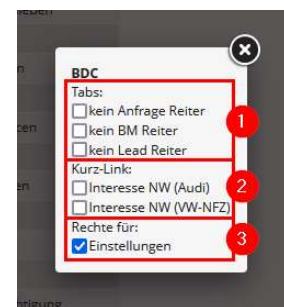 BDC
Tabs:
kein Anfrage Reiter
kein BM Reiter
kein Lead Reiter
1
Kurz-Link:
Interesse NW (Audi)
Interesse NW (VW-NFZ)
2
Rechte für:
Einstellungen
3